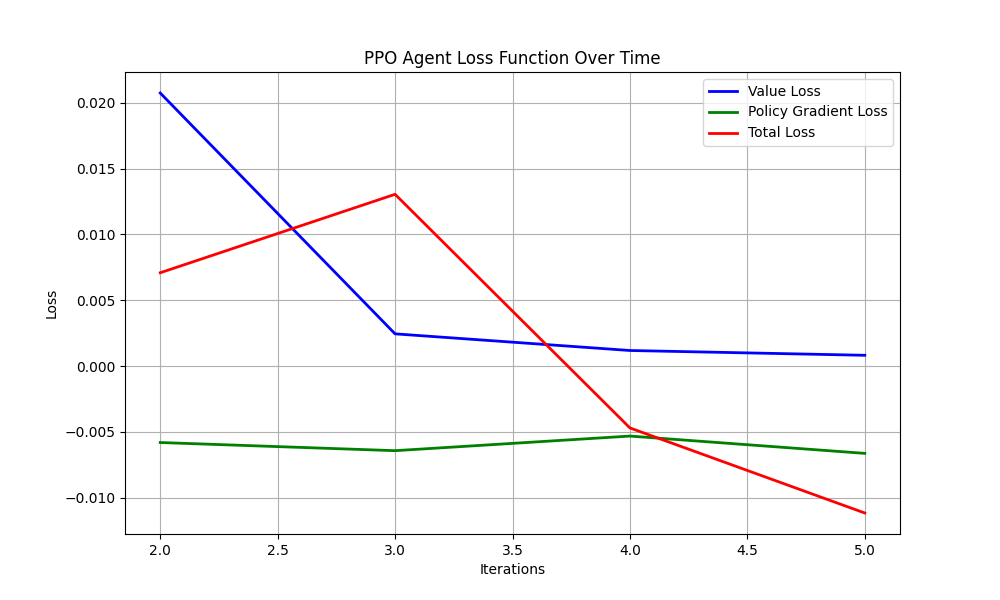 PPO Agent Loss Function Over Time
Value Loss
Policy Gradient Loss
Total Loss
0.020
0.015
0.010
0.005
0.000
−0.005
−0.010
Loss
2.0 2.5 3.0 3.5 4.0 4.5 5.0
Iterations